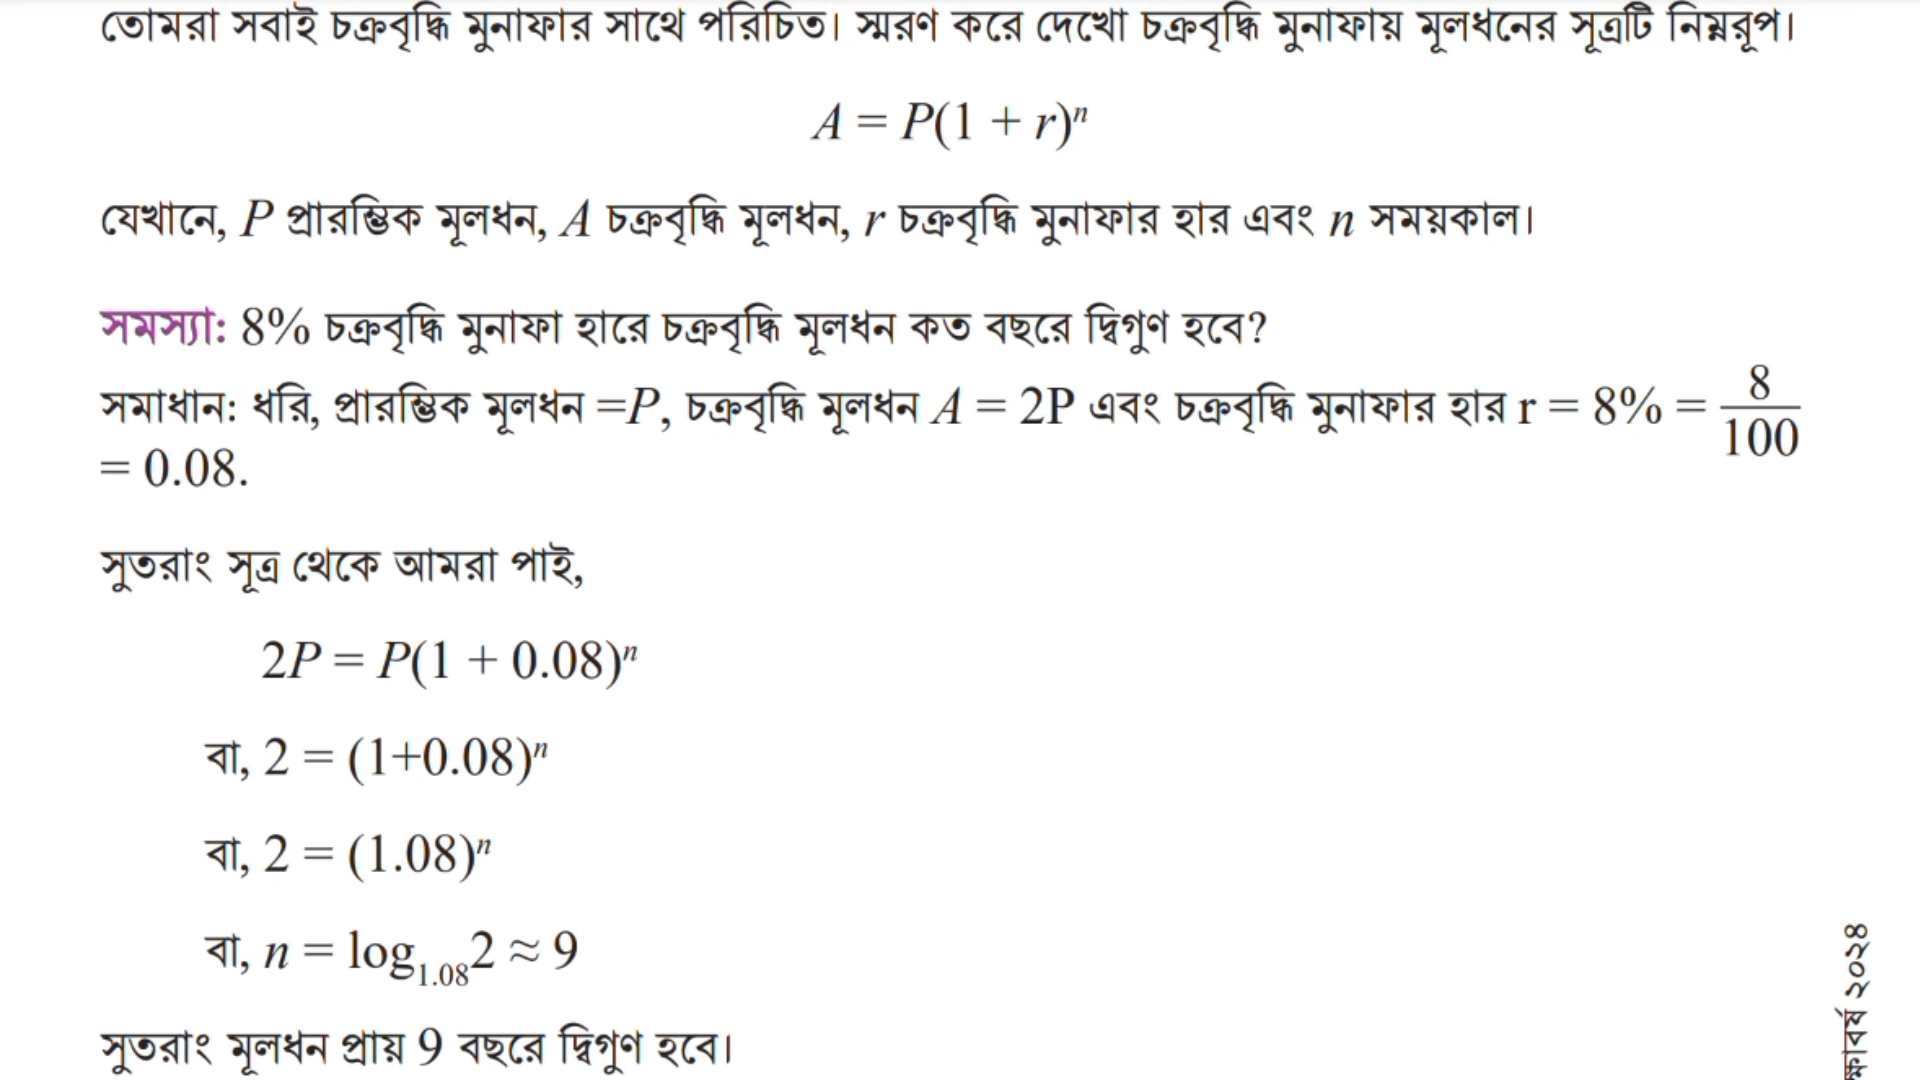 তোমরা সবাই চক্রবৃদ্ধি মুনাফার সাথে পরিচিত। স্মরণ করে দেখো চক্রবৃদ্ধি মুনাফায় মূলধনের সূত্রটি নিম্নরূপ।
A = P(1 + r)ⁿ
যেখানে, P প্রারম্ভিক মূলধন, A চক্রবৃদ্ধি মূলধন, r চক্রবৃদ্ধি মুনাফার হার এবং n সময়কাল।
সমস্যা: 8% চক্রবৃদ্ধি মুনাফা হারে চক্রবৃদ্ধি মূলধন কত বছরে দ্বিগুণ হবে?
সমাধান: ধরি, প্রারম্ভিক মূলধন =P, চক্রবৃদ্ধি মূলধন A = 2P এবং চক্রবৃদ্ধি মুনাফার হার r = 8% = 8/100
= 0.08.
সুতরাং সূত্র থেকে আমরা পাই,
2P = P(1 + 0.08)ⁿ
বা, 2 = (1+0.08)ⁿ
বা, 2 = (1.08)ⁿ
বা, n = log₁.₀₈2 ≈ 9
সুতরাং মূলধন প্রায় 9 বছরে দ্বিগুণ হবে।
২০২৪